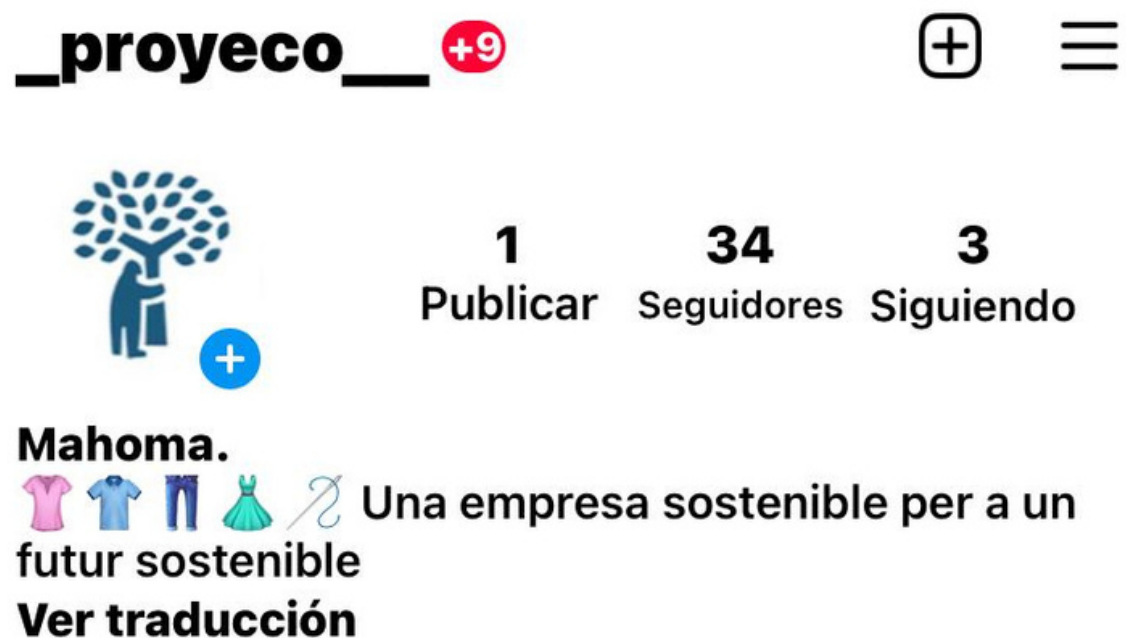 _proyeco__ +9
1 34 3
Publicar Seguidores Siguiendo
Mahoma.
Una empresa sostenible per a un
futur sostenible
Ver traducción